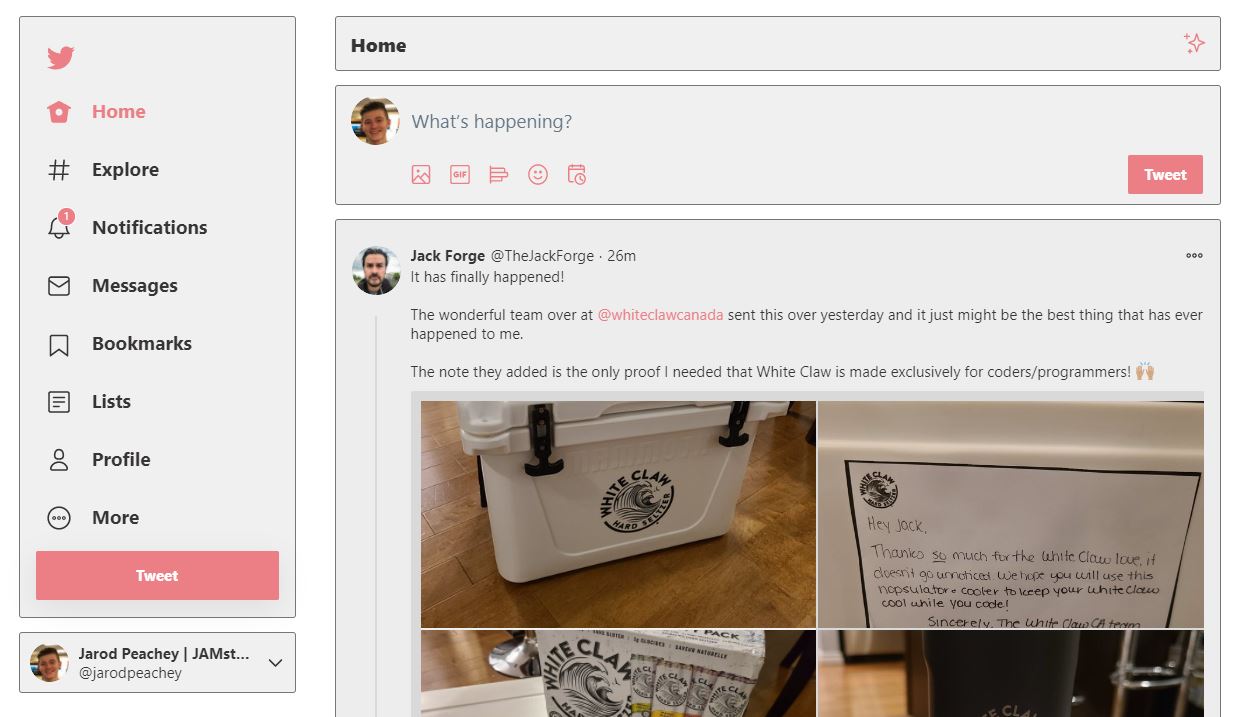 Home
Explore
1
Notifications
Messages
Bookmarks
Lists
Profile
More
Tweet
Jarod Peachey | JAMst...
@jarodpeachey
Home
What's happening?
GIF
Tweet
Jack Forge @TheJackForge · 26m
It has finally happened!
The wonderful team over at @whiteclawcanada sent this over yesterday and it just might be the best thing that has ever
happened to me.
The note they added is the only proof I needed that White Claw is made exclusively for coders/programmers! 🙌🏼
WHITE CLAW
HARD SELTZER
WHITE CLAW
HARD SELTZER
Hey Jack,
Thanks so much for the White Claw love, it
doesn't go unnoticed. We hope you will use this
nopsulator + cooler to keep your White Claw
cool while you code!
Sincerely, The White Claw CA team
PACK
SAVEUR NATURELLE
WHITE CLAW
WHITE CLAW